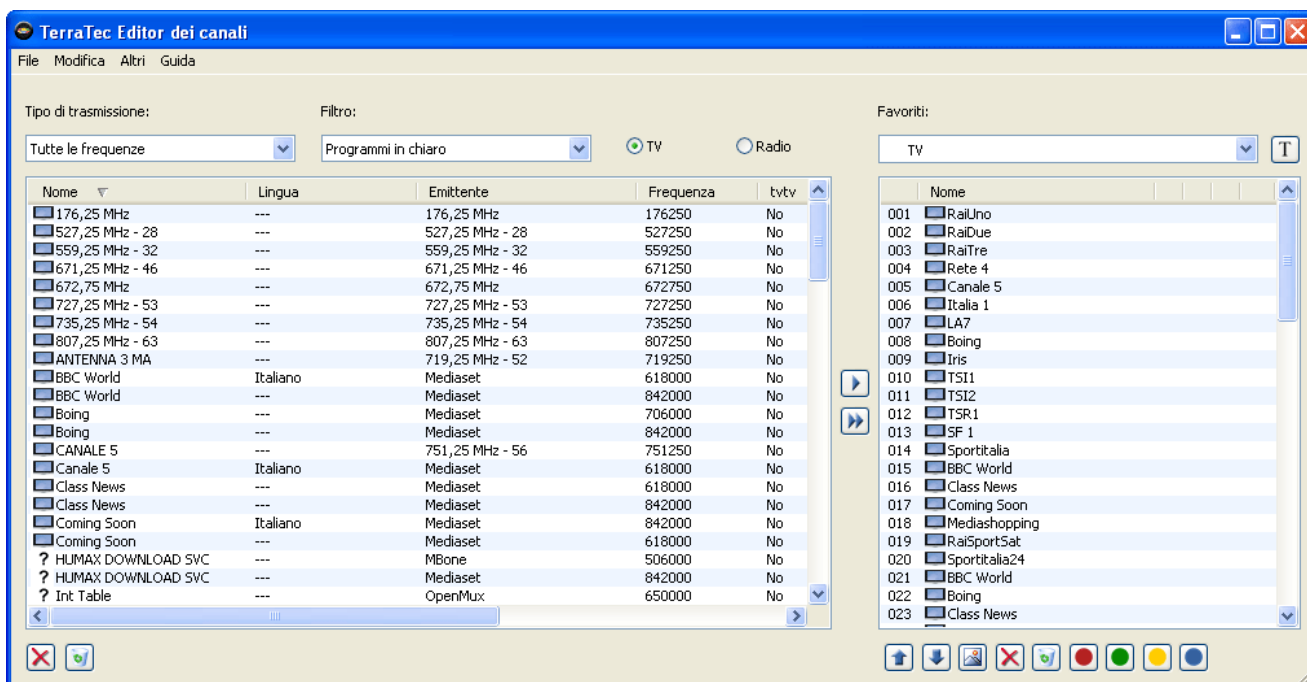 TerraTec Editor dei canali
File Modifica Altri Guida
Tipo di trasmissione: Filtro: Favoriti:
Tutte le frequenze Programmi in chiaro TV Radio TV T
Nome Lingua Emittente Frequenza tvtv
176,25 MHz --- 176,25 MHz 176250 No
527,25 MHz - 28 --- 527,25 MHz - 28 527250 No
559,25 MHz - 32 --- 559,25 MHz - 32 559250 No
671,25 MHz - 46 --- 671,25 MHz - 46 671250 No
672,75 MHz --- 672,75 MHz 672750 No
727,25 MHz - 53 --- 727,25 MHz - 53 727250 No
735,25 MHz - 54 --- 735,25 MHz - 54 735250 No
807,25 MHz - 63 --- 807,25 MHz - 63 807250 No
ANTENNA 3 MA --- 719,25 MHz - 52 719250 No
BBC World Italiano Mediaset 618000 No
BBC World --- Mediaset 842000 No
Boing --- Mediaset 706000 No
Boing --- Mediaset 842000 No
CANALE 5 --- 751,25 MHz - 56 751250 No
Canale 5 Italiano Mediaset 618000 No
Class News --- Mediaset 618000 No
Class News --- Mediaset 842000 No
Coming Soon Italiano Mediaset 842000 No
Coming Soon --- Mediaset 618000 No
? HUMAX DOWNLOAD SVC --- MBone 506000 No
? HUMAX DOWNLOAD SVC --- Mediaset 842000 No
? Int Table --- OpenMux 650000 No
Nome
001 RaiUno
002 RaiDue
003 RaiTre
004 Rete 4
005 Canale 5
006 Italia 1
007 LA7
008 Boing
009 Iris
010 TSI1
011 TSI2
012 TSR1
013 SF 1
014 Sportitalia
015 BBC World
016 Class News
017 Coming Soon
018 Mediashopping
019 RaiSportSat
020 Sportitalia24
021 BBC World
022 Boing
023 Class News